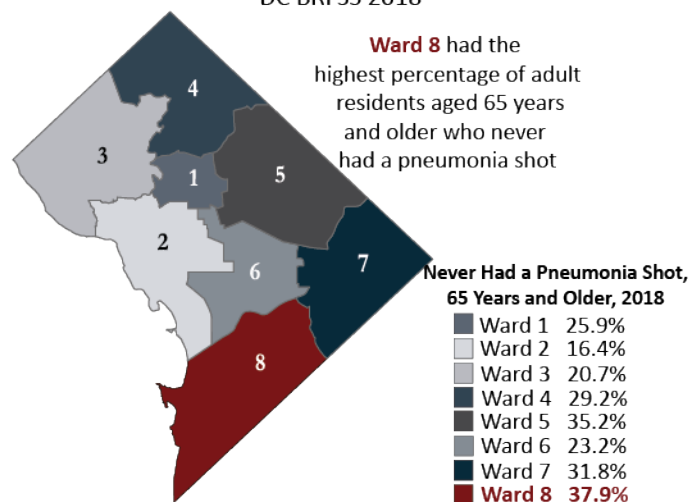 DC BRFSS 2018
Ward 8 had the
highest percentage of adult
residents aged 65 years
and older who never
had a pneumonia shot
4
3
1
5
2
6
7
8
Never Had a Pneumonia Shot,
65 Years and Older, 2018
Ward 1 25.9%
Ward 2 16.4%
Ward 3 20.7%
Ward 4 29.2%
Ward 5 35.2%
Ward 6 23.2%
Ward 7 31.8%
Ward 8 37.9%